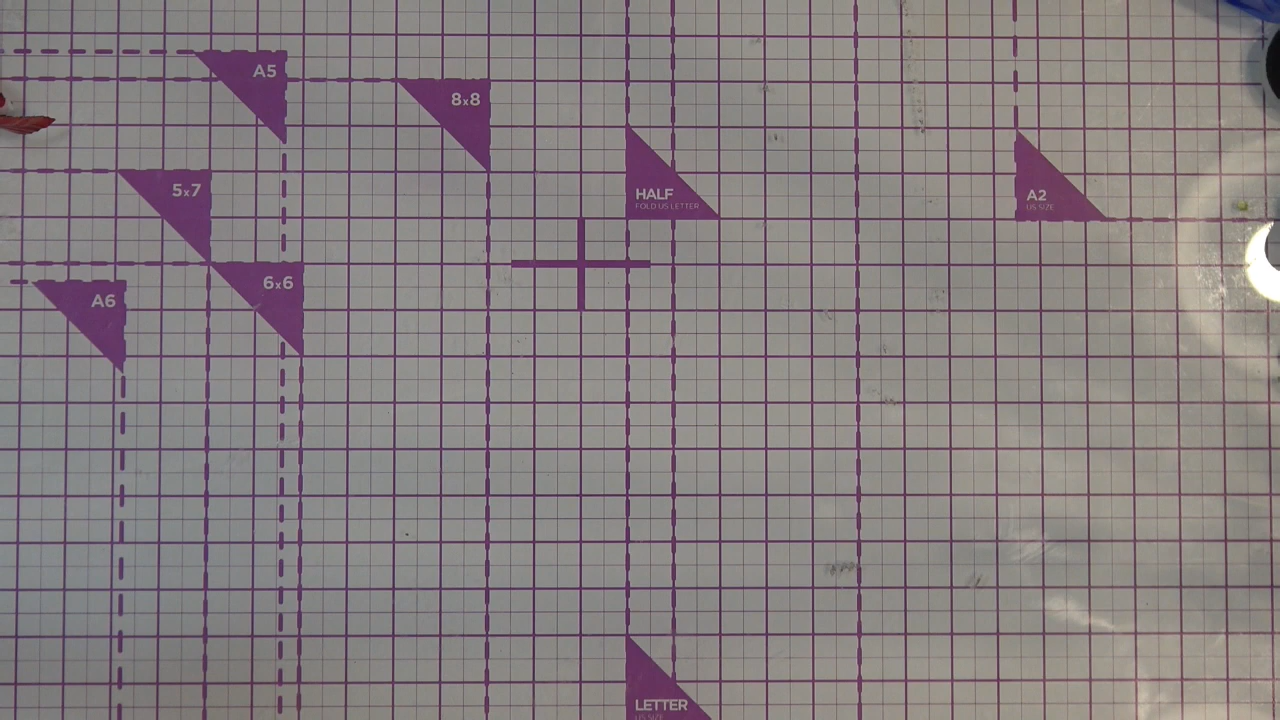 A5
8x8
5x7
HALF
FOLD US LETTER
A2
US SIZE
6x6
A6
LETTER
US SIZE